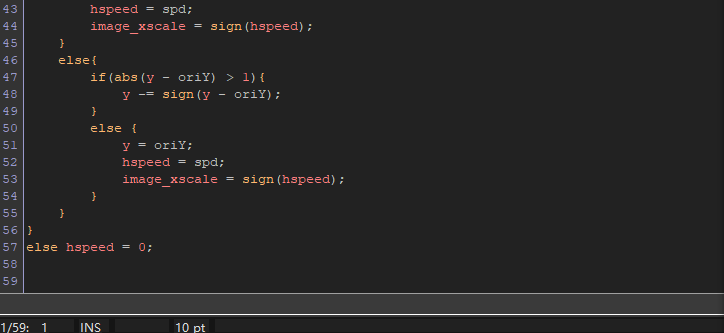 43 hspeed = spd;
44 image_xscale = sign(hspeed);
45 }
46 else{
47 if(abs(y - oriY) > 1){
48 y -= sign(y - oriY);
49 }
50 else {
51 y = oriY;
52 hspeed = spd;
53 image_xscale = sign(hspeed);
54 }
55 }
56 }
57 else hspeed = 0;
58
59
1/59: 1 INS 10 pt